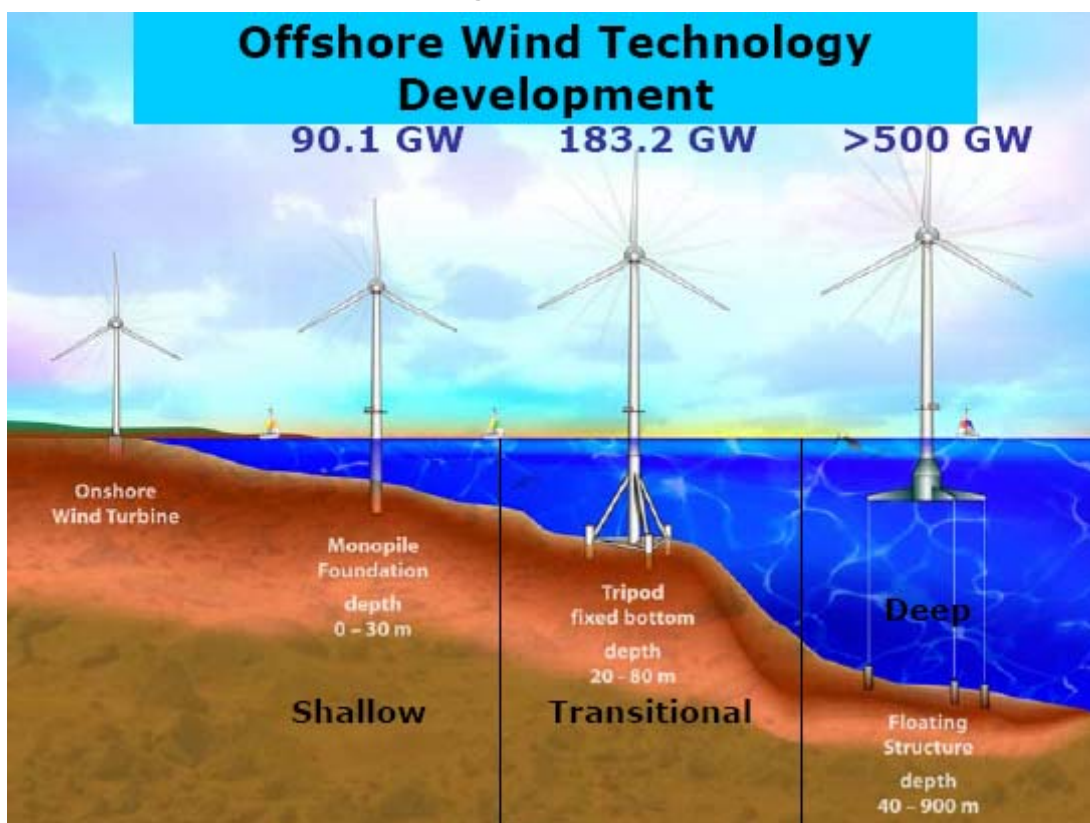 Offshore Wind Technology
Development
90.1 GW 183.2 GW >500 GW
Onshore
Wind Turbine
Monopile
Foundation
depth
0 – 30 m
Shallow
Tripod
fixed bottom
depth
20 – 80 m
Transitional
Deep
Floating
Structure
depth
40 – 900 m